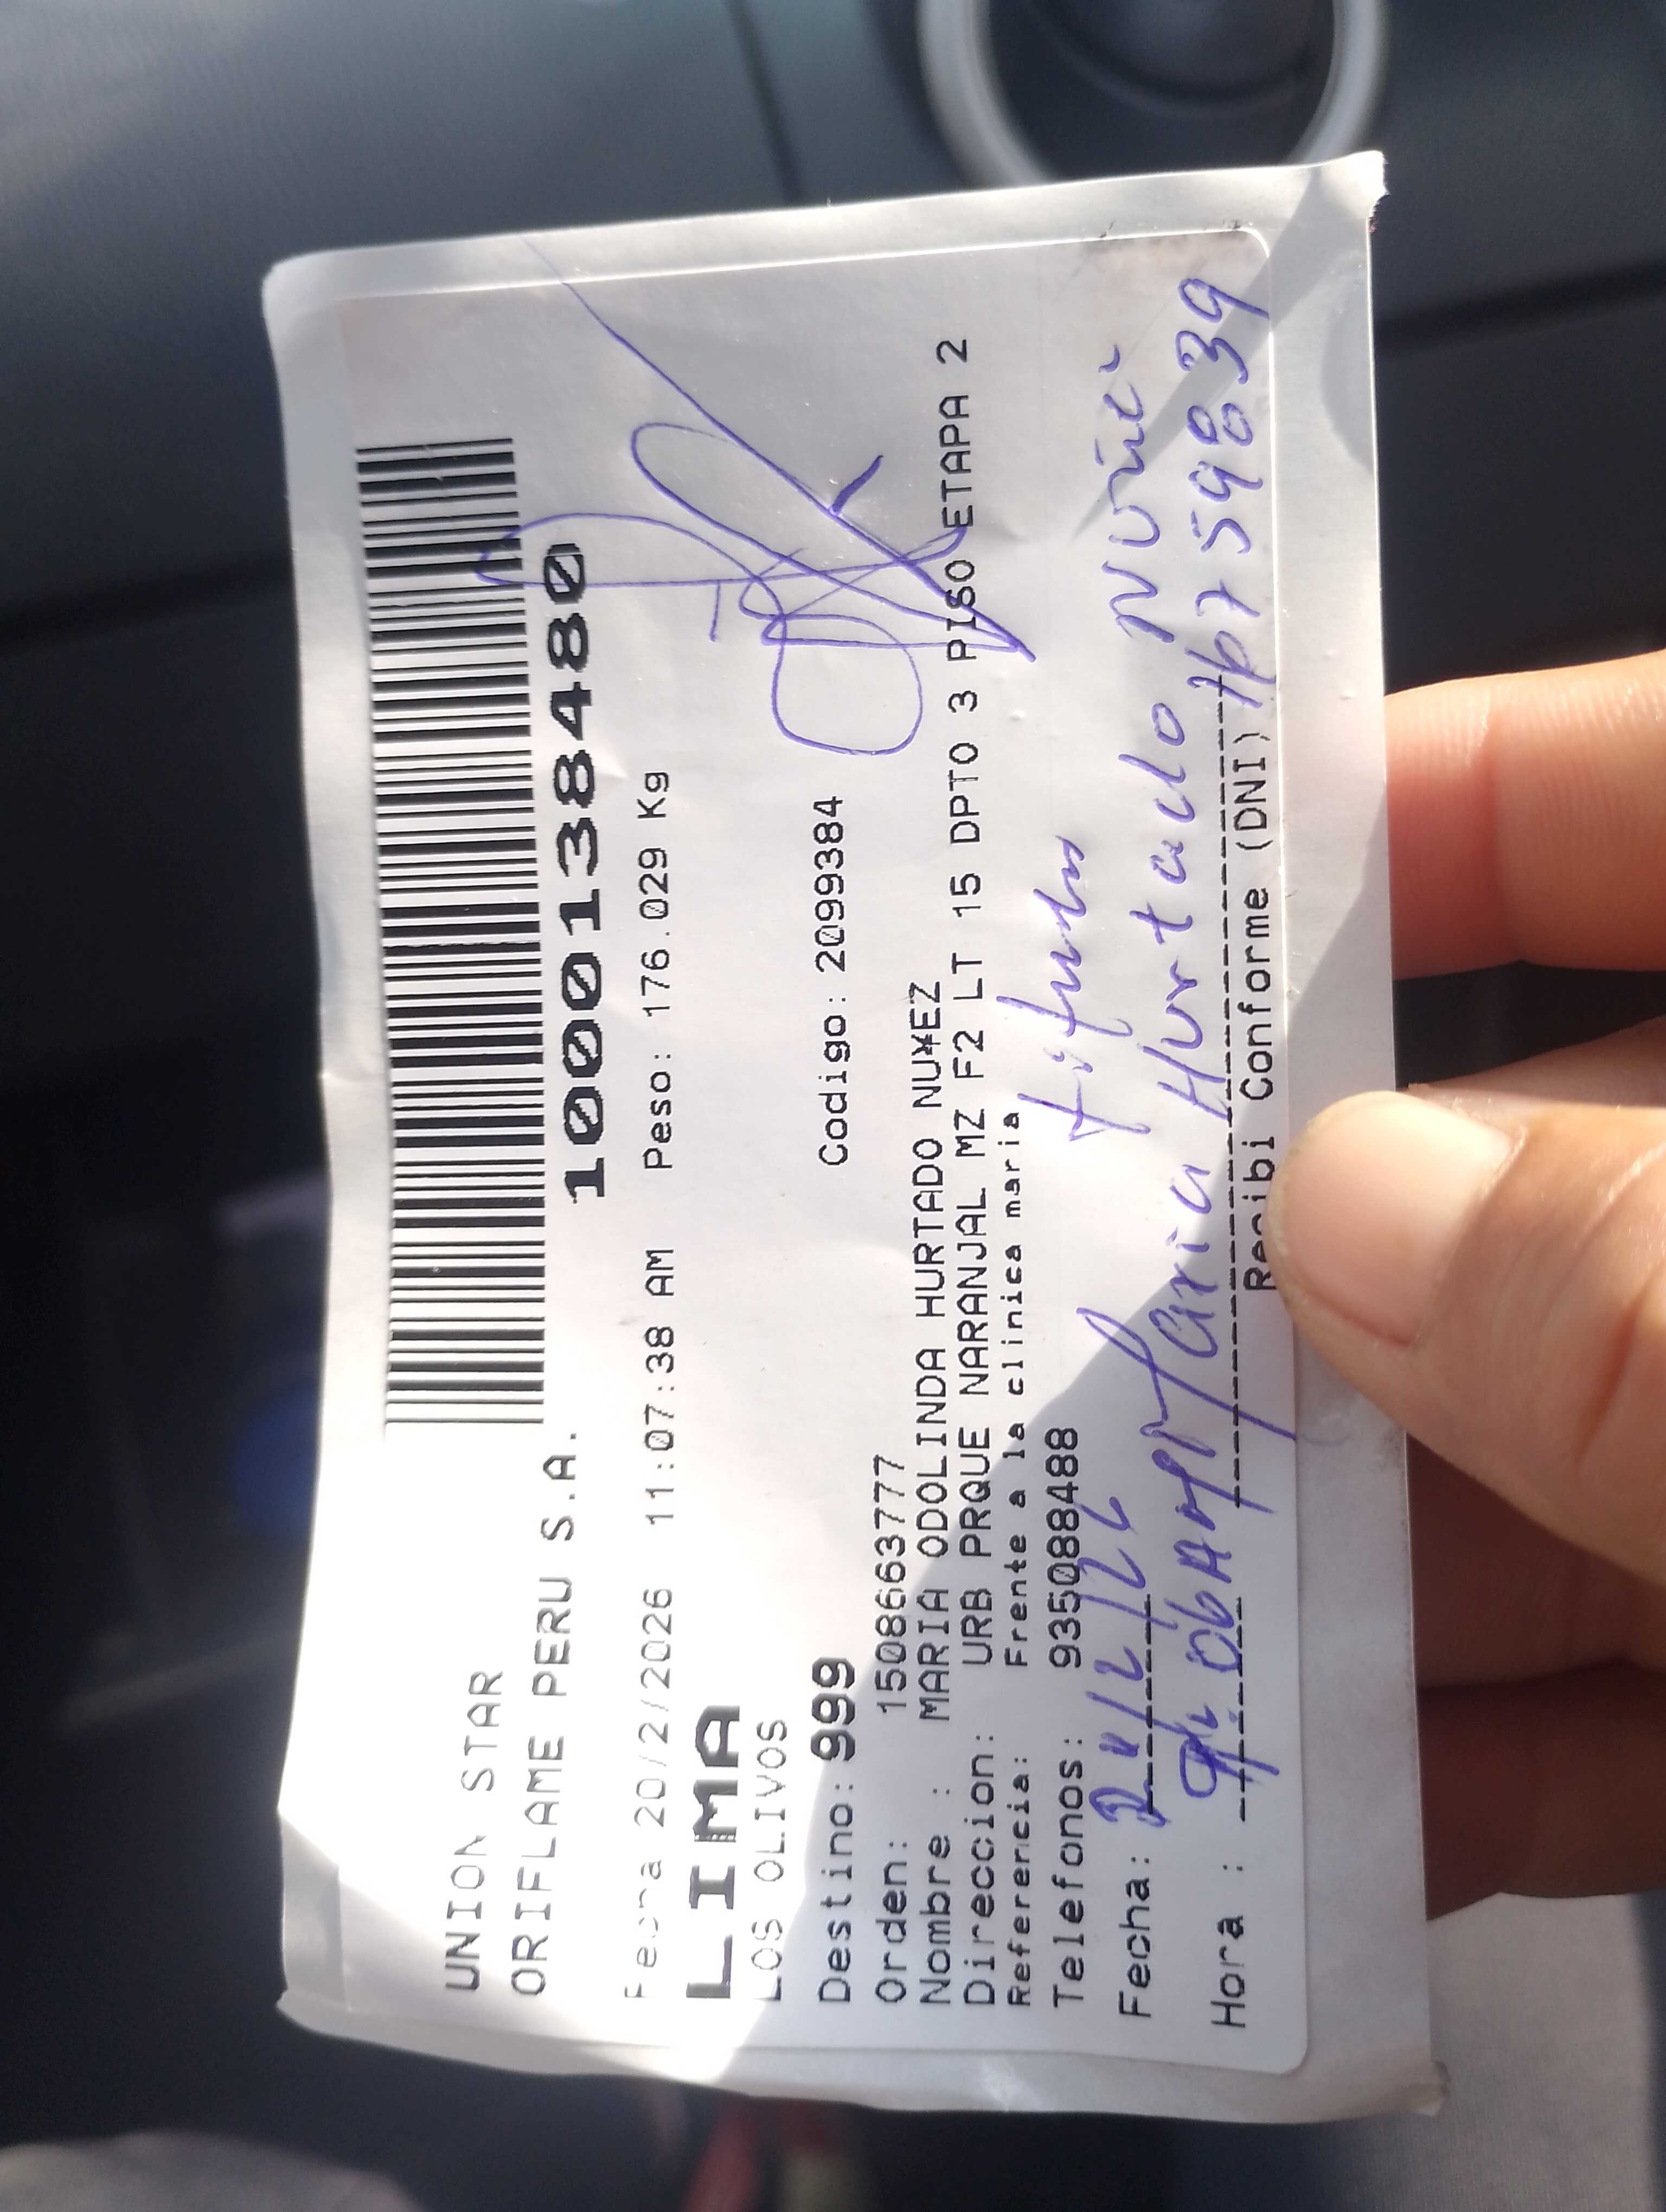 UNION STAR
ORIFLAME PERU S.A.
10001384480
Fecha 20/2/2026 11:07:38 AM Peso: 176.029 Kg
LIMA
LOS OLIVOS
Destino: 999 Codigo: 2099384
Orden: 1508663777
Nombre : MARIA ODOLINDA HURTADO NU¥EZ
Direccion: URB PRQUE NARANJAL MZ F2 LT 15 DPTO 3 PISO ETAPA 2
Referencia: Frente a la clinica maria
Telefonos: 935088488
Fecha:
Maria Hurtado
Hora :
Recibi Conforme (DNI)